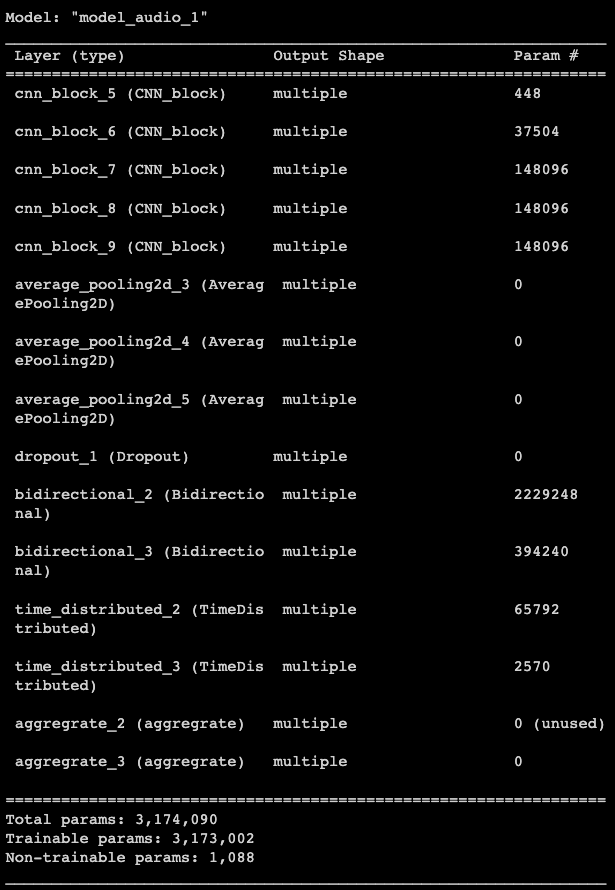 Model: "model_audio_1"
_________________________________________________________________
Layer (type) Output Shape Param #
=================================================================
cnn_block_5 (CNN_block) multiple 448
cnn_block_6 (CNN_block) multiple 37504
cnn_block_7 (CNN_block) multiple 148096
cnn_block_8 (CNN_block) multiple 148096
cnn_block_9 (CNN_block) multiple 148096
average_pooling2d_3 (Averag multiple 0
ePooling2D)
average_pooling2d_4 (Averag multiple 0
ePooling2D)
average_pooling2d_5 (Averag multiple 0
ePooling2D)
dropout_1 (Dropout) multiple 0
bidirectional_2 (Bidirectio multiple 2229248
nal)
bidirectional_3 (Bidirectio multiple 394240
nal)
time_distributed_2 (TimeDis multiple 65792
tributed)
time_distributed_3 (TimeDis multiple 2570
tributed)
aggregrate_2 (aggregrate) multiple 0 (unused)
aggregrate_3 (aggregrate) multiple 0
=================================================================
Total params: 3,174,090
Trainable params: 3,173,002
Non-trainable params: 1,088
_________________________________________________________________